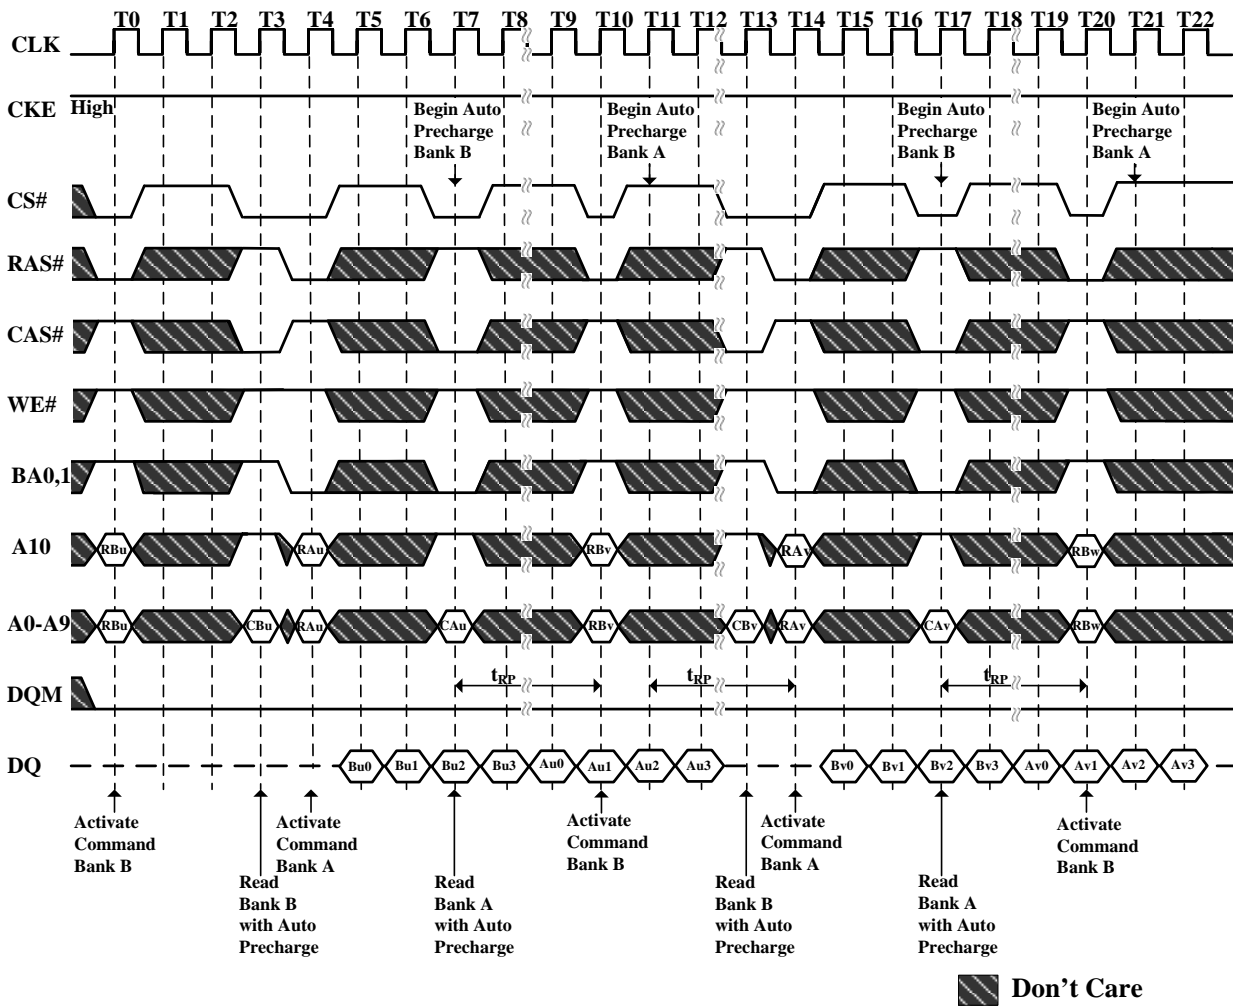 T0 T1 T2 T3 T4 T5 T6 T7 T8 T9 T10 T11 T12 T13 T14 T15 T16 T17 T18 T19 T20 T21 T22
CLK
CKE High
Begin Auto
Precharge
Bank B
Begin Auto
Precharge
Bank A
Begin Auto
Precharge
Bank B
Begin Auto
Precharge
Bank A
CS#
RAS#
CAS#
WE#
BA0,1
A10 RBu RAu RBv RAv RBw
A0-A9 RBu CBu RAu CAu RBv CBv RAv CAv RBw
DQM tRP tRP tRP
DQ Bu0 Bu1 Bu2 Bu3 Au0 Au1 Au2 Au3 Bv0 Bv1 Bv2 Bv3 Av0 Av1 Av2 Av3
Activate
Command
Bank B
Read
Bank B
with Auto
Precharge
Activate
Command
Bank A
Read
Bank A
with Auto
Precharge
Activate
Command
Bank B
Read
Bank B
with Auto
Precharge
Activate
Command
Bank A
Read
Bank A
with Auto
Precharge
Activate
Command
Bank B
Don't Care